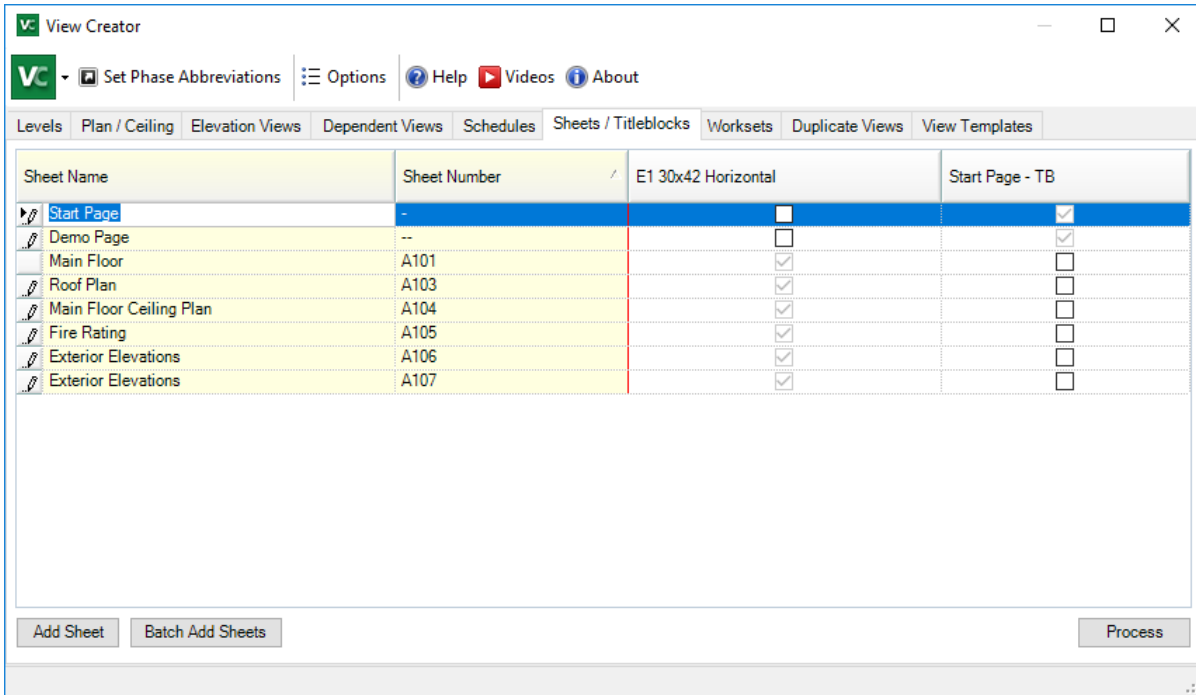 VC View Creator
VC Set Phase Abbreviations Options Help Videos About
Levels Plan / Ceiling Elevation Views Dependent Views Schedules Sheets / Titleblocks Worksets Duplicate Views View Templates
Sheet Name Sheet Number E1 30x42 Horizontal Start Page - TB
Start Page -
Demo Page --
Main Floor A101
Roof Plan A103
Main Floor Ceiling Plan A104
Fire Rating A105
Exterior Elevations A106
Exterior Elevations A107
Add Sheet Batch Add Sheets Process